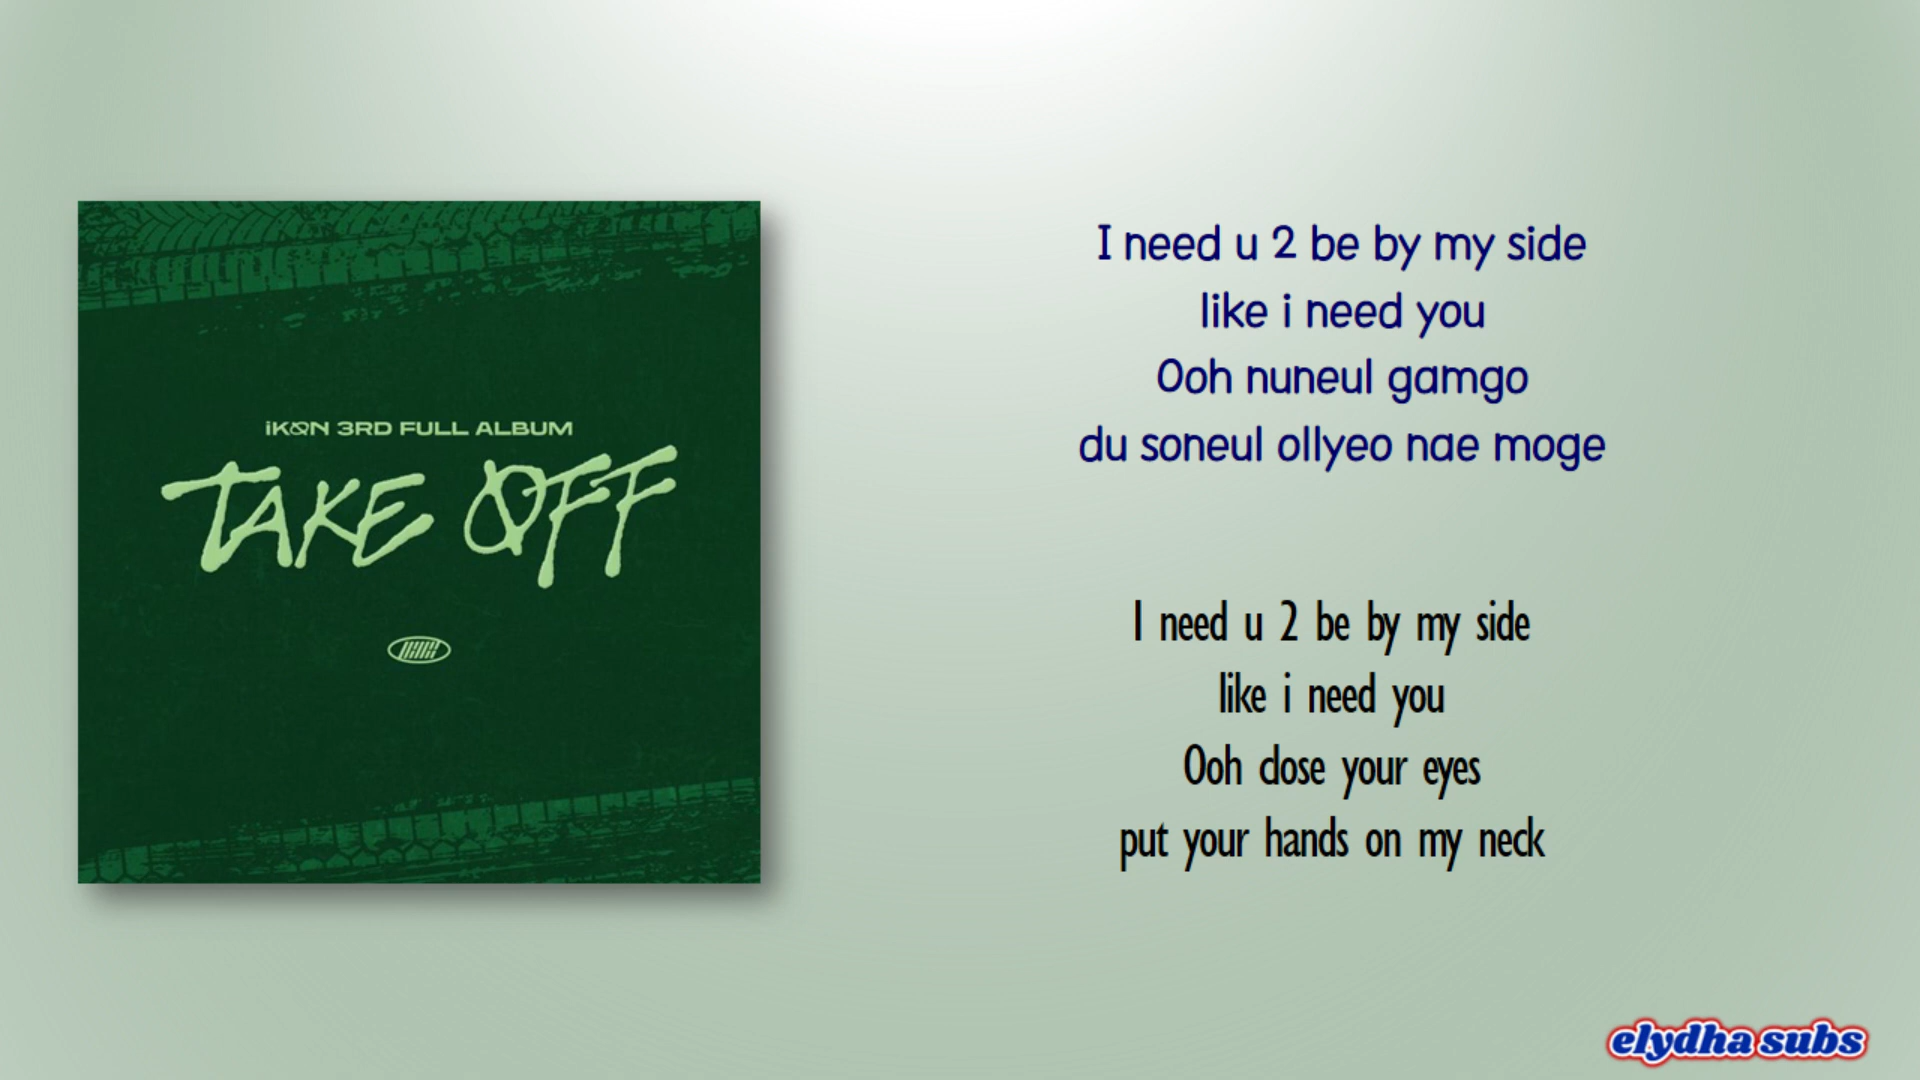 iKON 3RD FULL ALBUM
TAKE OFF
I need u 2 be by my side
like i need you
Ooh nuneul gamgo
du soneul ollyeo nae moge
I need u 2 be by my side
like i need you
Ooh close your eyes
put your hands on my neck
elydha subs